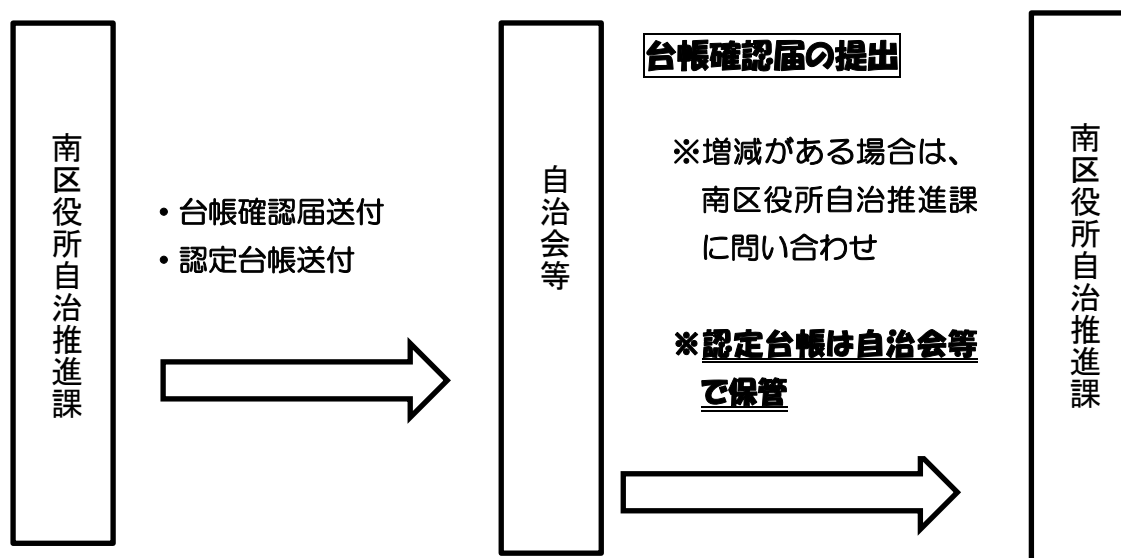 南区役所自治推進課
・台帳確認届送付
・認定台帳送付
自治会等
台帳確認届の提出
※増減がある場合は、
南区役所自治推進課
に問い合わせ
※認定台帳は自治会等
で保管
南区役所自治推進課